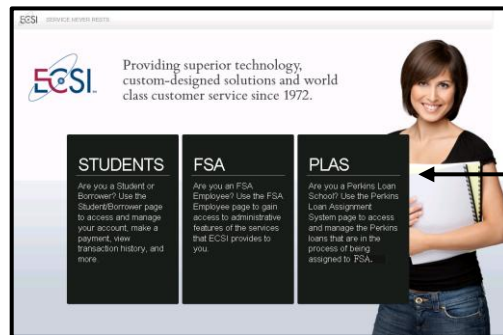 ECSI SERVICE NEVER RESTS
ECSI
Providing superior technology,
custom-designed solutions and world
class customer service since 1972.
STUDENTS
Are you a Student or
Borrower? Use the
Student/Borrower page
to access and manage
your account, make a
payment, view
transaction history, and
more.
FSA
Are you an FSA
Employee? Use the FSA
Employee page to gain
access to administrative
features of the services
that ECSI provides to
you.
PLAS
Are you a Perkins Loan
School? Use the Perkins
Loan Assignment
System page to access
and manage the Perkins
loans that are in the
process of being
assigned to FSA.